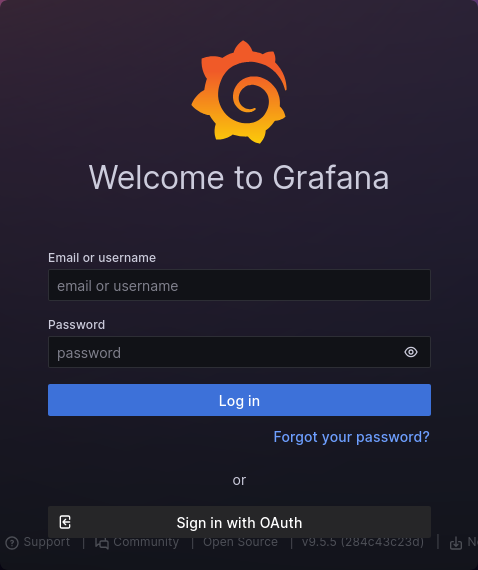 Welcome to Grafana
Email or username
email or username
Password
password
Log in
Forgot your password?
or
Sign in with OAuth
Support | Community | Open Source | v9.5.5 (284c43c23d) |